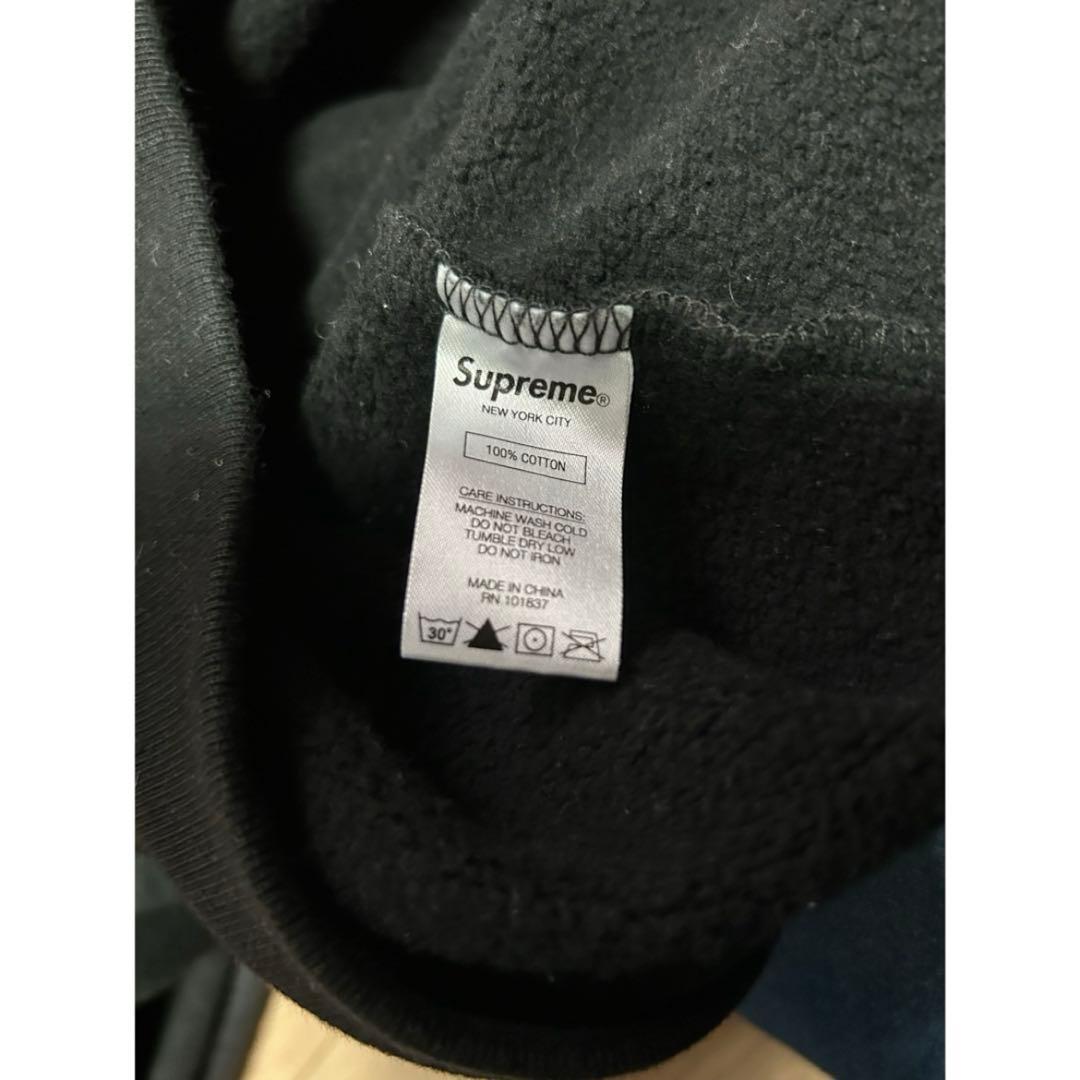 Supreme®
NEW YORK CITY
100% COTTON
CARE INSTRUCTIONS:
MACHINE WASH COLD
DO NOT BLEACH
TUMBLE DRY LOW
DO NOT IRON
MADE IN CHINA
RN 101837
30°